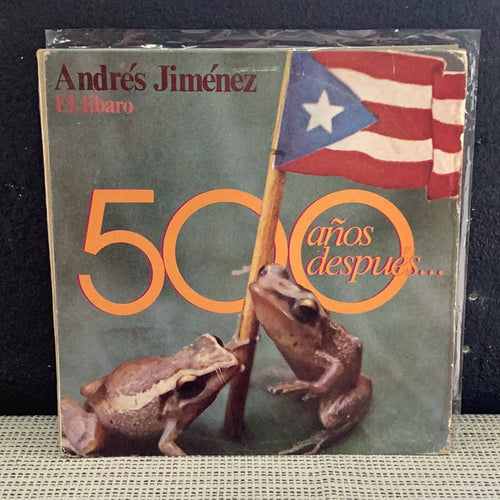 Andrés Jiménez
El Jíbaro
500
años
después...